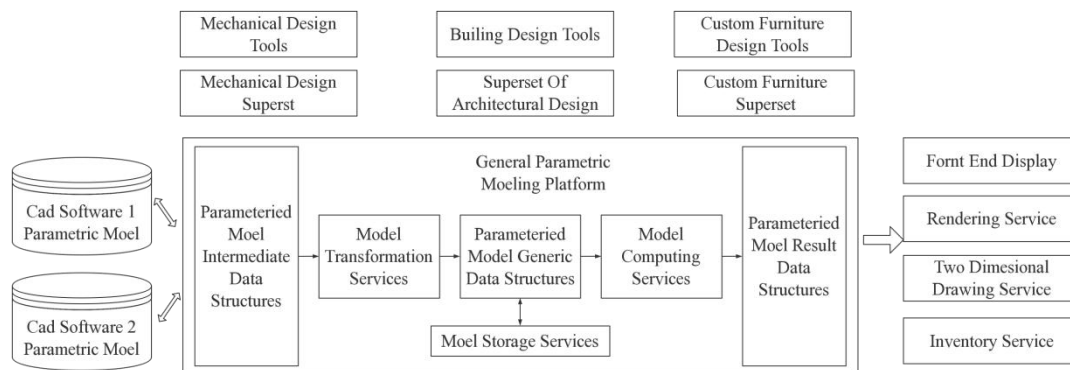 Mechanical Design
Tools
Builing Design Tools
Custom Furniture
Design Tools
Mechanical Design
Superst
Superset Of
Architectural Design
Custom Furniture
Superset
General Parametric
Moeling Platform
Cad Software 1
Parametric Moel
Cad Software 2
Parametric Moel
Parameteried
Moel
Intermediate
Data
Structures
Model
Transformation
Services
Parameteried
Model Generic
Data Structures
Model
Computing
Services
Moel Storage Services
Parameteried
Moel Result
Data
Structures
Fornt End Display
Rendering Service
Two Dimesional
Drawing Service
Inventory Service